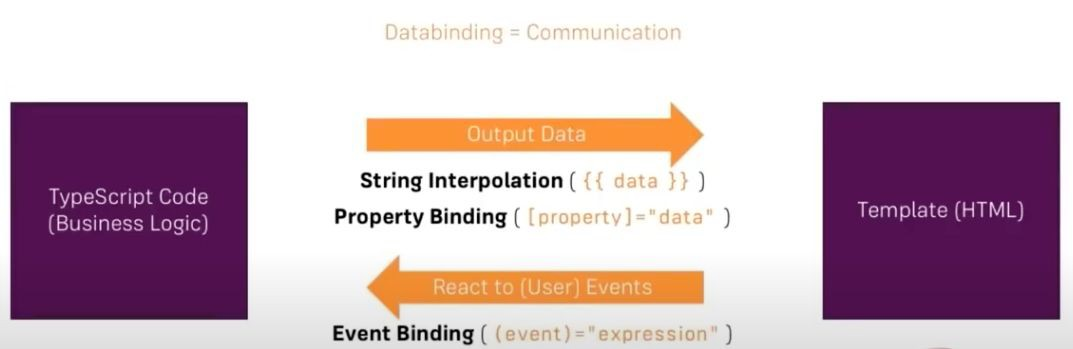 Databinding = Communication
TypeScript Code
(Business Logic)
Output Data
String Interpolation ( {{ data }} )
Property Binding ( [property]="data" )
React to (User) Events
Event Binding ( (event)="expression" )
Template (HTML)